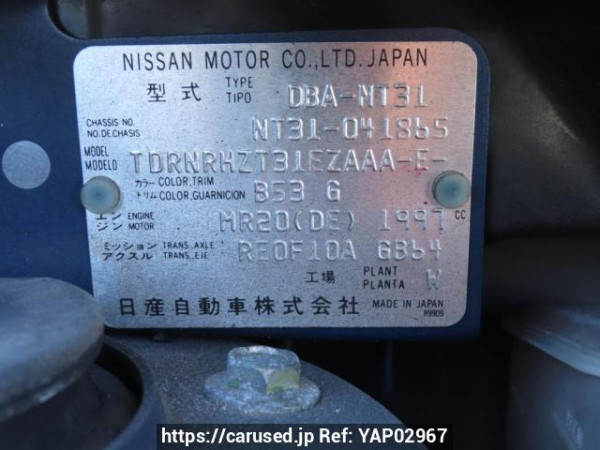 NISSAN MOTOR CO.,LTD. JAPAN
型式 TYPE TIPO DBA-NT31
CHASSIS NO. NO.DE CHASIS NT31-041865
MODEL MODELO TDRNRHZT31EZAAA-E-
カラー COLOR,TRIM トリム COLOR,GUARNICION B53 G
エンジン ENGINE MOTOR MR20(DE) 1997 CC
ミッション TRANS. AXLE アクスル TRANS. EJE RE0F10A GB64
工場 PLANT PLANTA W
日産自動車株式会社 MADE IN JAPAN
R9909
https://carused.jp Ref: YAP02967